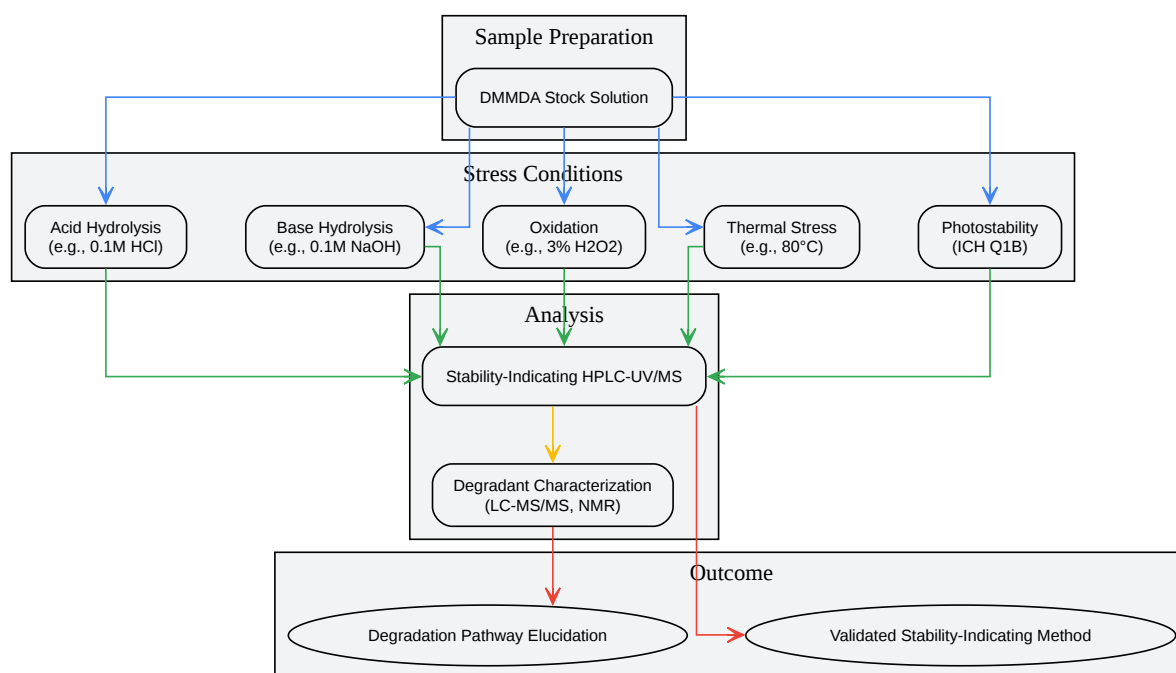 Sample Preparation
DMMDA Stock Solution
Stress Conditions
Acid Hydrolysis
(e.g., 0.1M HCl)
Base Hydrolysis
(e.g., 0.1M NaOH)
Oxidation
(e.g., 3% H2O2)
Thermal Stress
(e.g., 80°C)
Photostability
(ICH Q1B)
Analysis
Stability-Indicating HPLC-UV/MS
Degradant Characterization
(LC-MS/MS, NMR)
Outcome
Degradation Pathway Elucidation
Validated Stability-Indicating Method